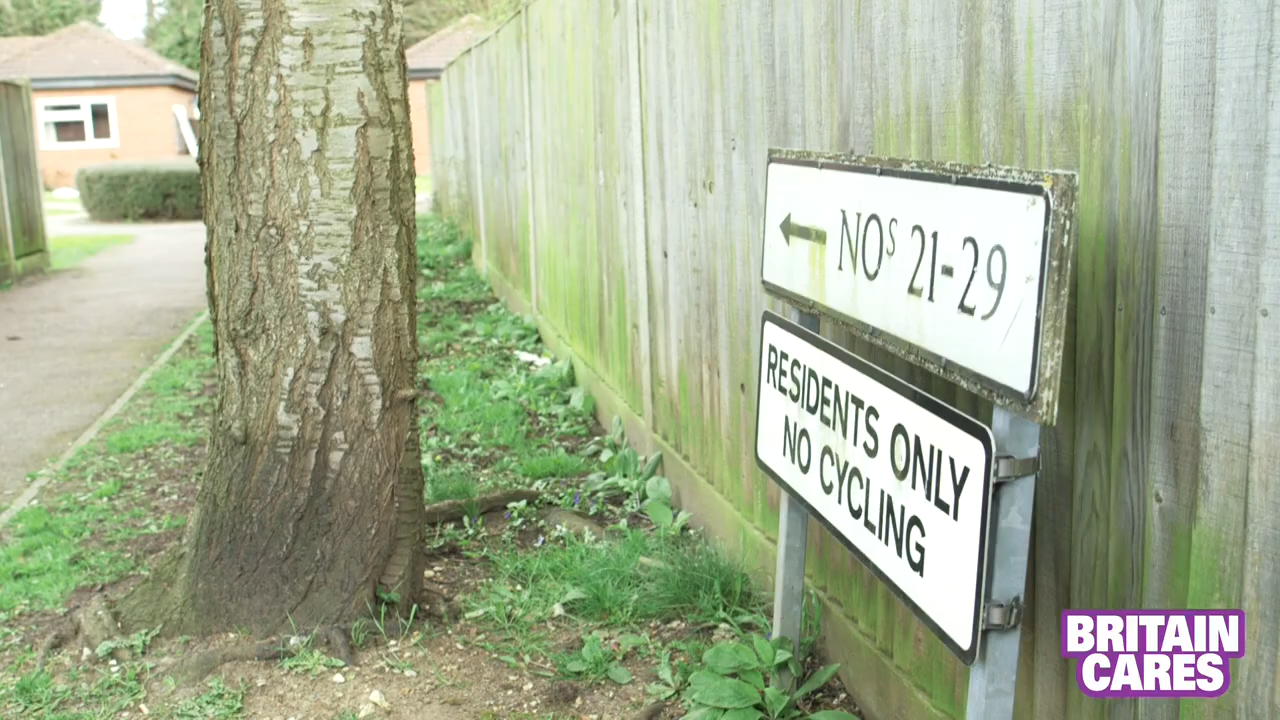 ← NOS 21-29
RESIDENTS ONLY
NO CYCLING
BRITAIN
CARES